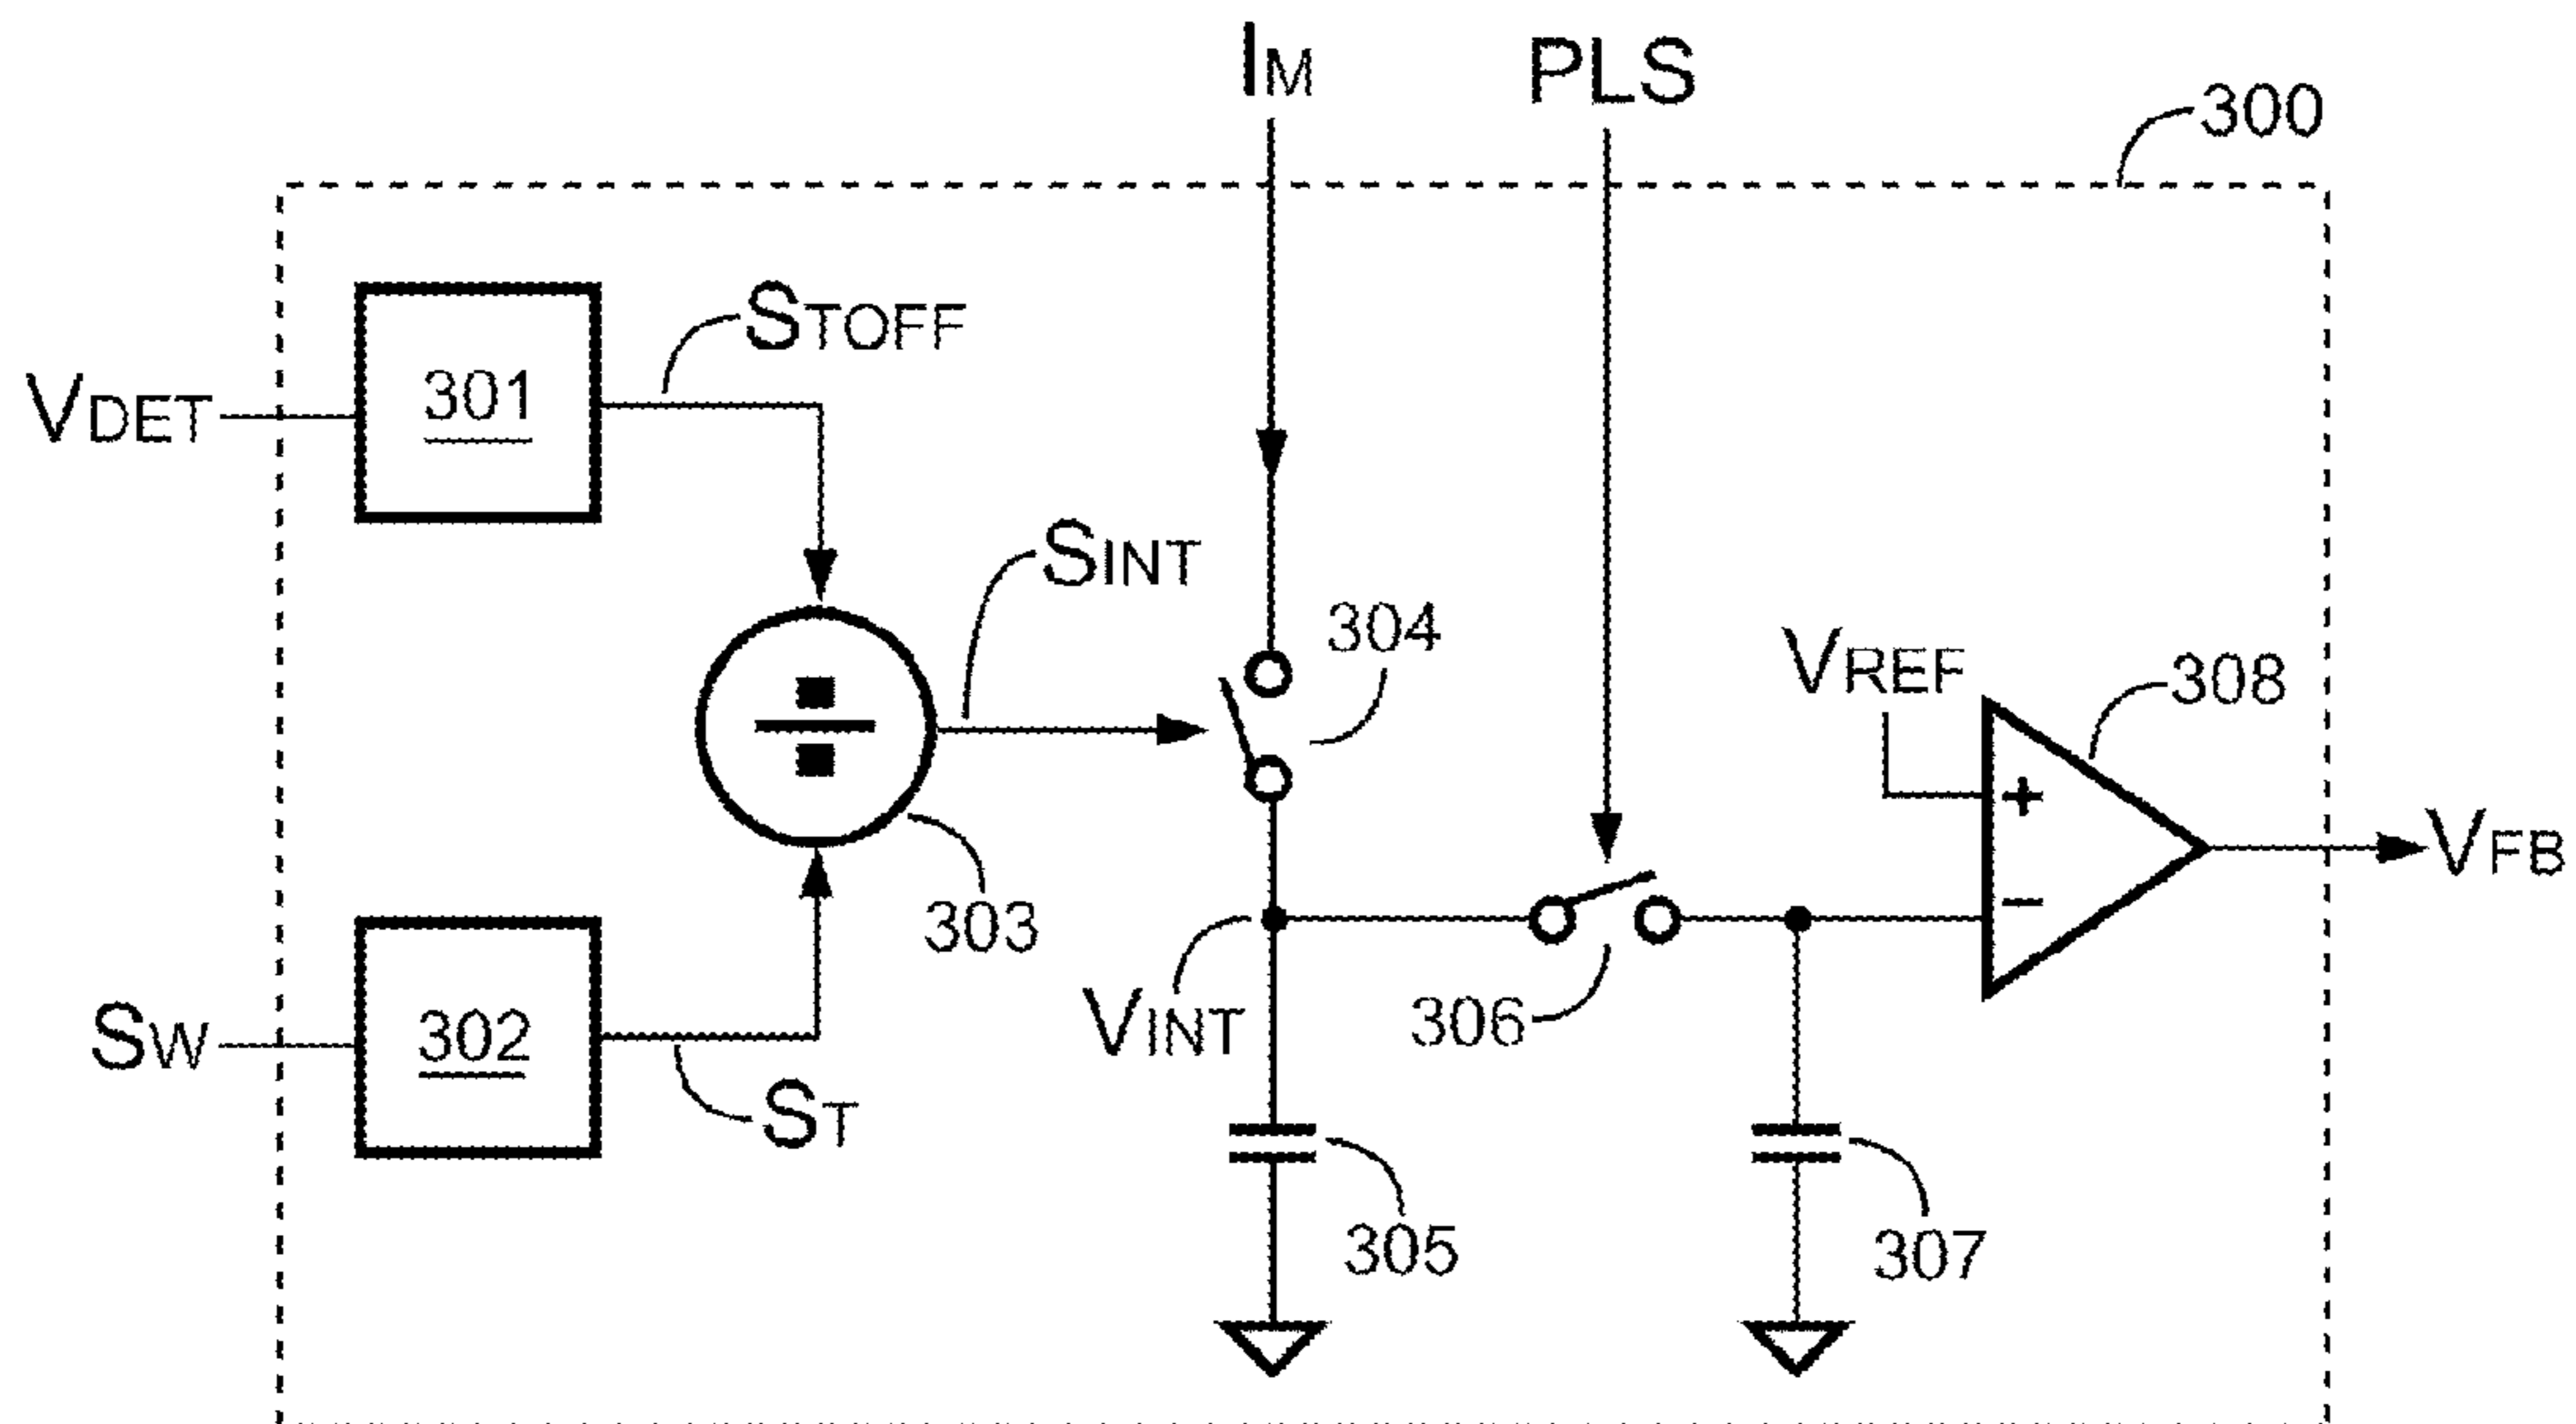 IM
PLS
300
STOFF
VDET
301
SINT
304
VREF
308
303
VFB
SW
302
ST
VINT
306
305
307
+
−
÷